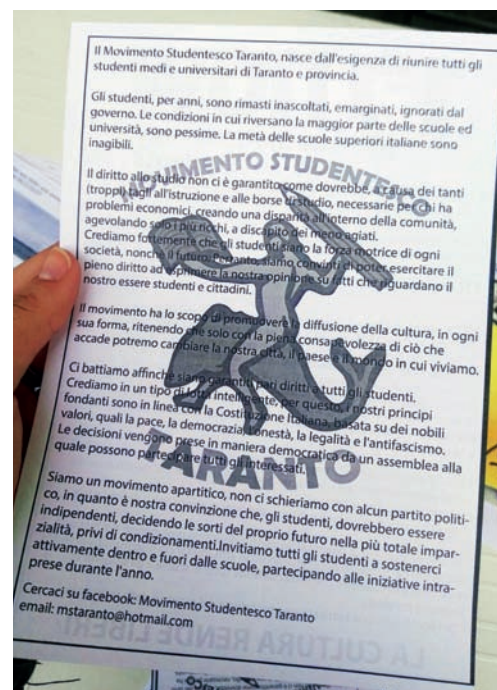 Il Movimento Studentesco Taranto, nasce dall'esigenza di riunire tutti gli
studenti medi e universitari di Taranto e provincia.
Gli studenti, per anni, sono rimasti inascoltati, emarginati, ignorati dal
governo. Le condizioni in cui riversano la maggior parte delle scuole ed
università, sono pessime. La metà delle scuole superiori italiane sono
inagibili.
MOVIMENTO STUDENTESCO
Il diritto allo studio non ci è garantito come dovrebbe, a causa dei tanti
(troppi) tagli all'istruzione e alle borse di studio, necessarie per chi ha
problemi economici, creando una disparità all'interno della comunità,
agevolando solo i più ricchi, a discapito dei meno agiati.
Crediamo fortemente che gli studenti siano la forza motrice di ogni
società, nonché il futuro. Pertanto, siamo convinti di poter esercitare il
pieno diritto ad esprimere la nostra opinione su fatti che riguardano il
nostro essere studenti e cittadini.
Il movimento ha lo scopo di promuovere la diffusione della cultura, in ogni
sua forma, ritenendo che solo con la piena consapevolezza di ciò che
accade potremo cambiare la nostra città, il paese e il mondo in cui viviamo.
Ci battiamo affinché siano garantiti pari diritti a tutti gli studenti.
Crediamo in un tipo di lotta intelligente, per questo, i nostri principi
fondanti sono in linea con la Costituzione Italiana, basata su dei nobili
valori, quali la pace, la democrazia, l'onestà, la legalità e l'antifascismo.
Le decisioni vengono prese in maniera democratica da un assemblea alla
quale possono partecipare tutti gli interessati.
TARANTO
Siamo un movimento apartitico, non ci schieriamo con alcun partito politi-
co, in quanto è nostra convinzione che, gli studenti, dovrebbero essere
indipendenti, decidendo le sorti del proprio futuro nella più totale impar-
zialità, privi di condizionamenti.Invitiamo tutti gli studenti a sostenerci
attivamente dentro e fuori dalle scuole, partecipando alle iniziative intra-
prese durante l'anno.
Cercaci su facebook: Movimento Studentesco Taranto
email: mstaranto@hotmail.com
LA CULTURA RENDE LIBERI